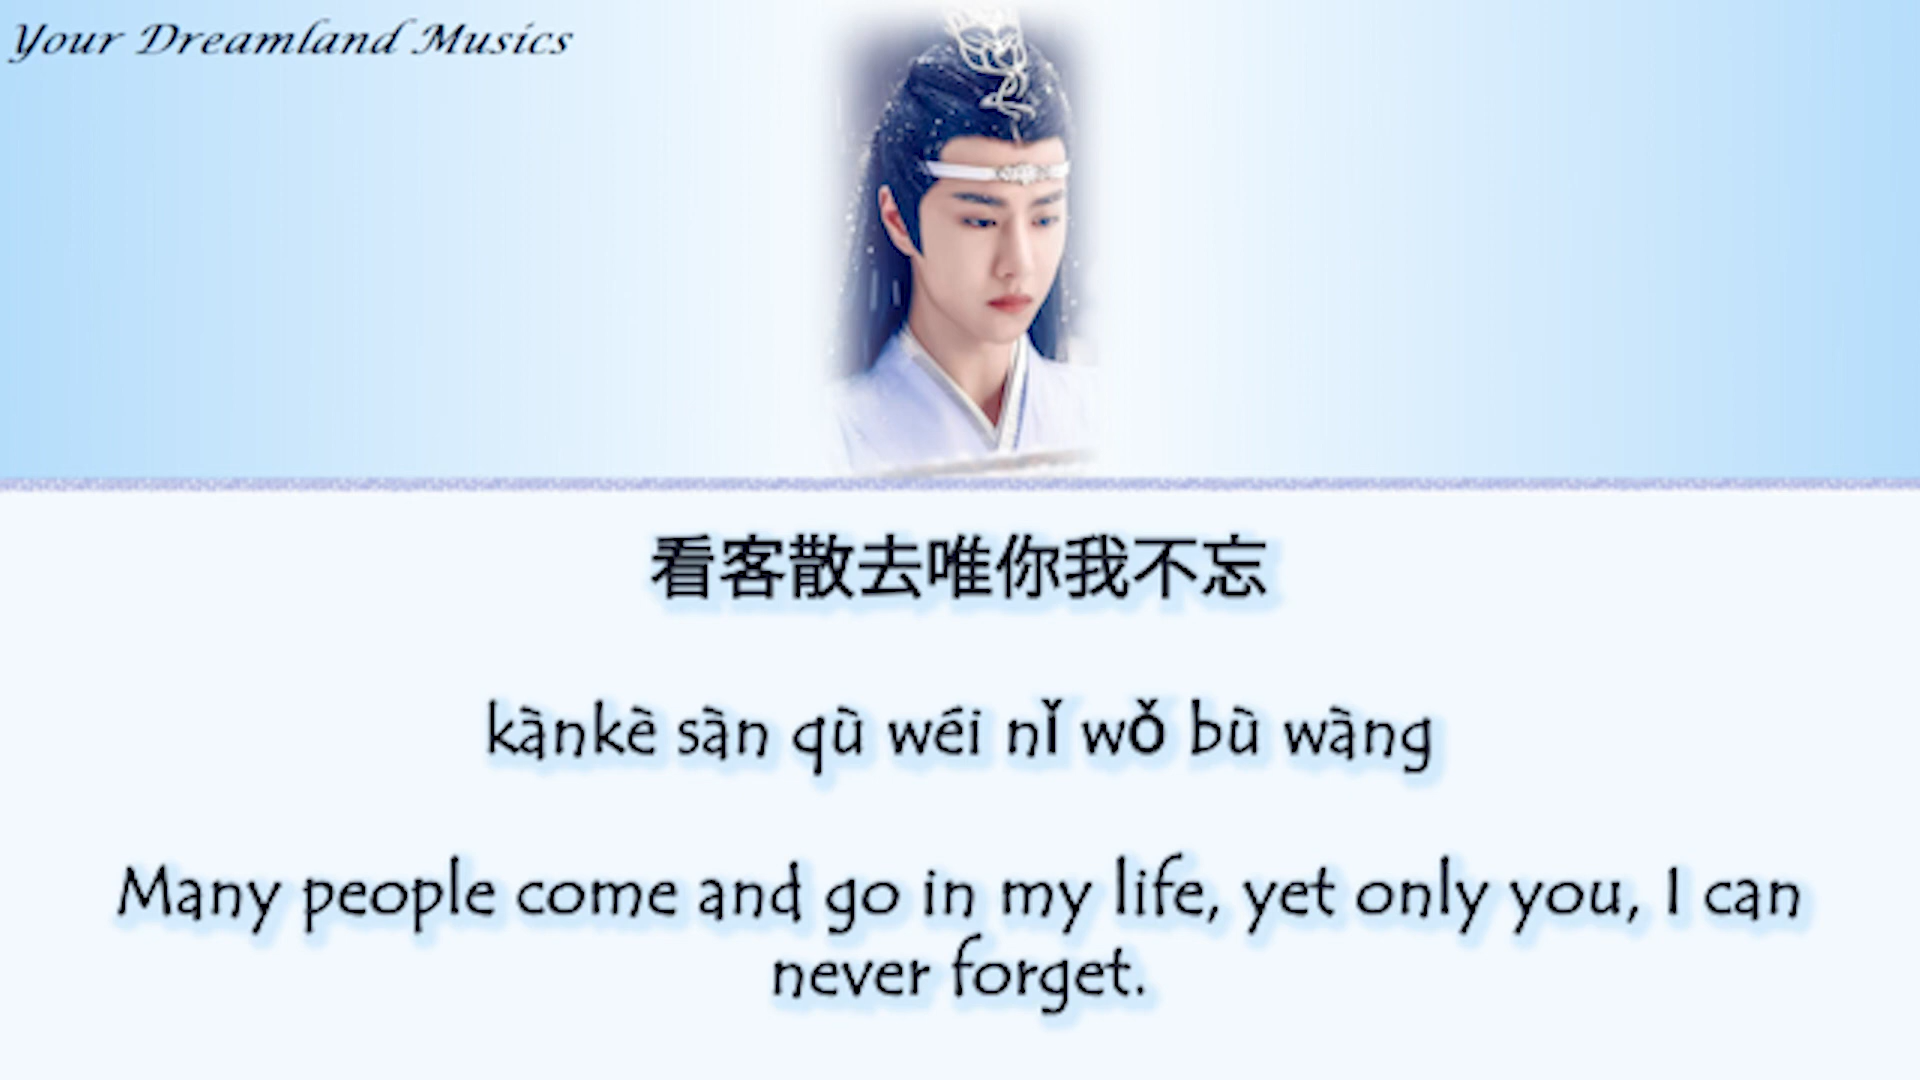 Your Dreamland Musics
看客散去唯你我不忘
kànkè sàn qù wéi nǐ wǒ bù wàng
Many people come and go in my life, yet only you, I can
never forget.